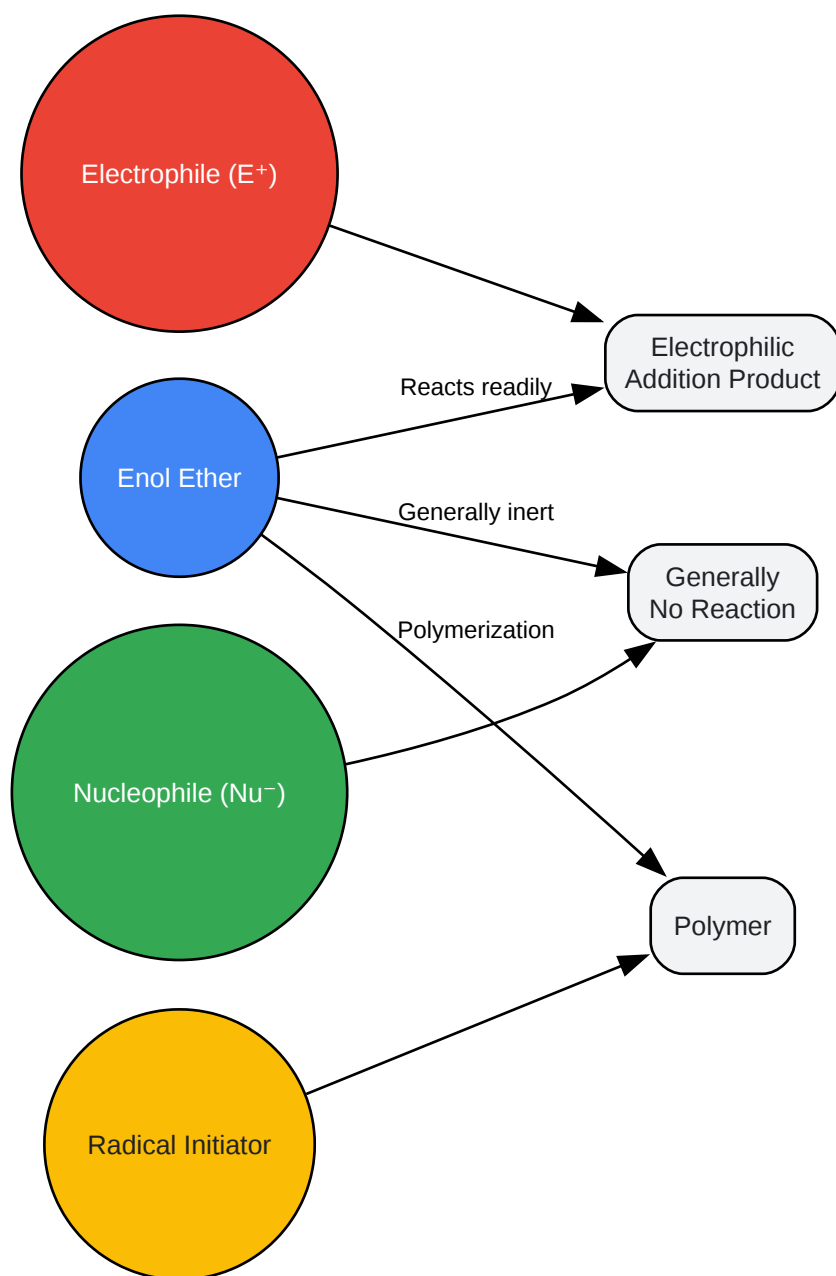 Electrophile (E⁺)
Electrophilic
Addition Product
Reacts readily
Enol Ether
Generally inert
Generally
No Reaction
Polymerization
Nucleophile (Nu⁻)
Polymer
Radical Initiator